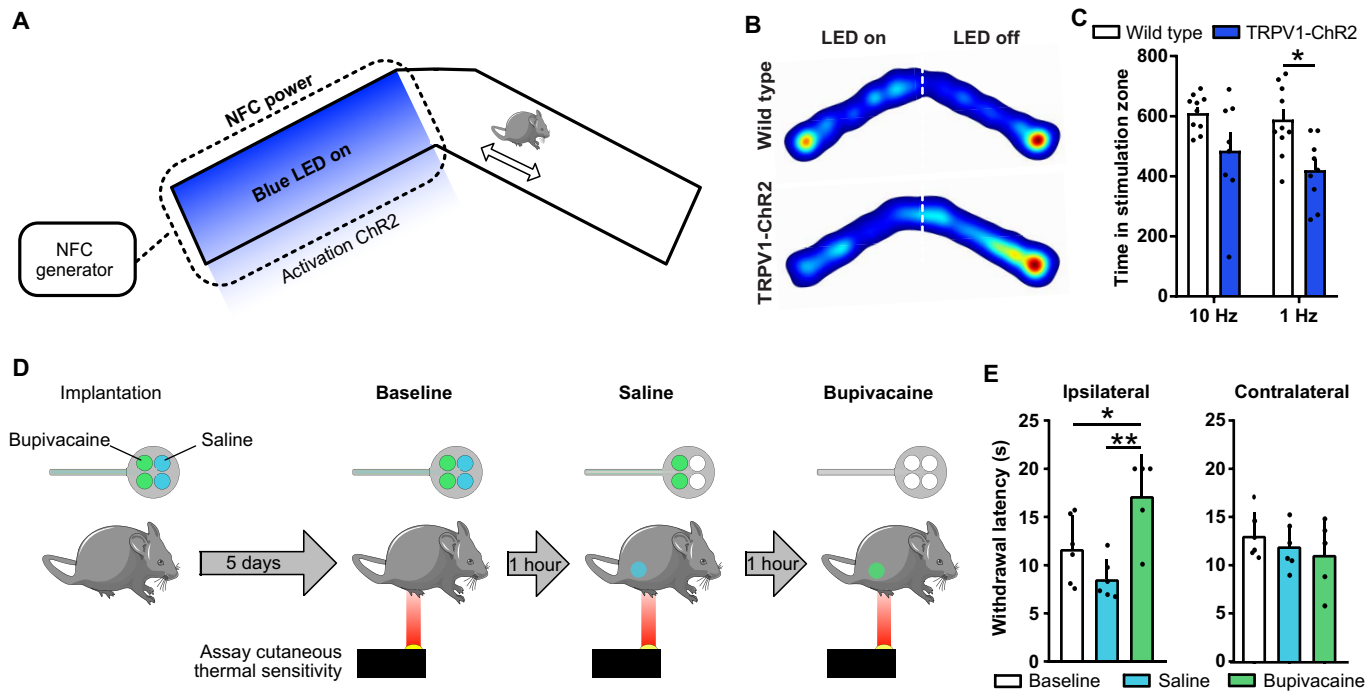 A
NFC power
Blue LED on
Activation ChR2
NFC
generator
B
LED on
LED off
Wild type
TRPV1-ChR2
C
Wild type
TRPV1-ChR2
*
Time in stimulation zone
800
600
400
200
0
10 Hz
1 Hz
D
Implantation
Baseline
Saline
Bupivacaine
Bupivacaine
Saline
5 days
1 hour
1 hour
Assay cutaneous
thermal sensitivity
E
Ipsilateral
Contralateral
Withdrawal latency (s)
25
20
15
10
5
0
*
**
25
20
15
10
5
0
Baseline
Saline
Bupivacaine